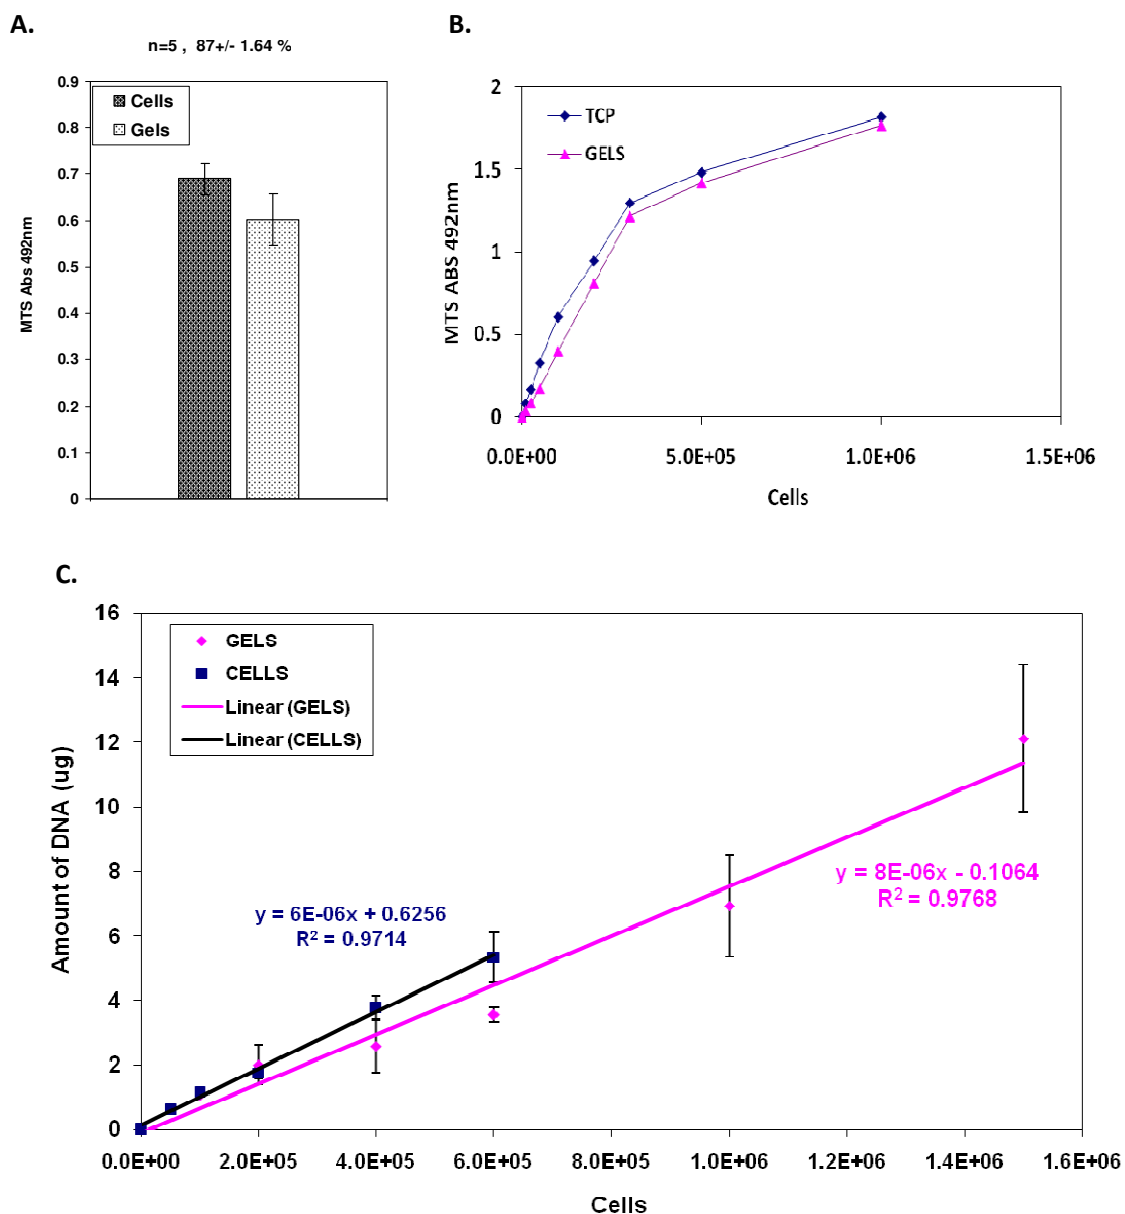 A.
n=5 , 87+/- 1.64 %
0.9
0.8
0.7
0.6
0.5
0.4
0.3
0.2
0.1
0
MTS Abs 492nm
Cells
Gels
B.
2
1.5
1
0.5
0
MTS ABS 492nm
TCP
GELS
0.0E+00 5.0E+05 1.0E+06 1.5E+06
Cells
C.
16
14
12
10
8
6
4
2
0
Amount of DNA (ug)
GELS
CELLS
Linear (GELS)
Linear (CELLS)
y = 6E-06x + 0.6256
R² = 0.9714
y = 8E-06x - 0.1064
R² = 0.9768
0.0E+00 2.0E+05 4.0E+05 6.0E+05 1.0E+06 1.2E+06 1.4E+06 1.6E+06
Cells